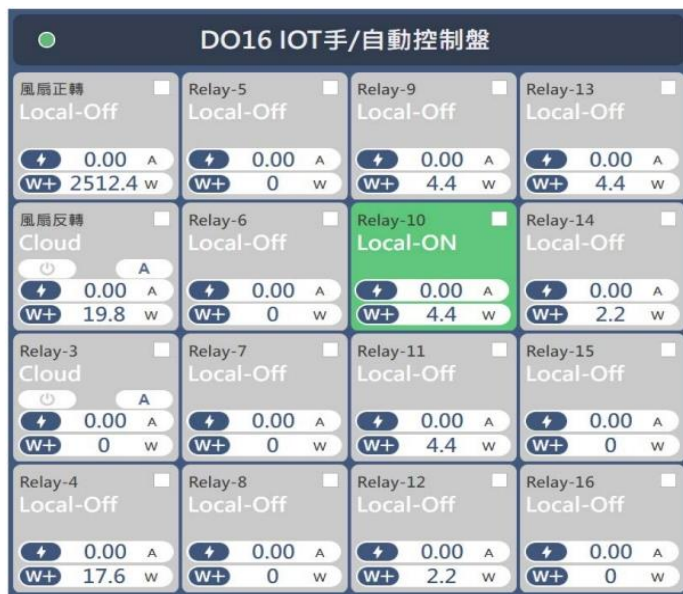 DO16 IOT手/自動控制盤
風扇正轉
Local-Off
0.00 A
W+ 2512.4 W
Relay-5
Local-Off
0.00 A
W+ 0 W
Relay-9
Local-Off
0.00 A
W+ 4.4 W
Relay-13
Local-Off
0.00 A
W+ 4.4 W
風扇反轉
Cloud
A
0.00 A
W+ 19.8 W
Relay-6
Local-Off
0.00 A
W+ 0 W
Relay-10
Local-ON
0.00 A
W+ 4.4 W
Relay-14
Local-Off
0.00 A
W+ 2.2 W
Relay-3
Cloud
A
0.00 A
W+ 0 W
Relay-7
Local-Off
0.00 A
W+ 0 W
Relay-11
Local-Off
0.00 A
W+ 4.4 W
Relay-15
Local-Off
0.00 A
W+ 0 W
Relay-4
Local-Off
0.00 A
W+ 17.6 W
Relay-8
Local-Off
0.00 A
W+ 0 W
Relay-12
Local-Off
0.00 A
W+ 2.2 W
Relay-16
Local-Off
0.00 A
W+ 0 W